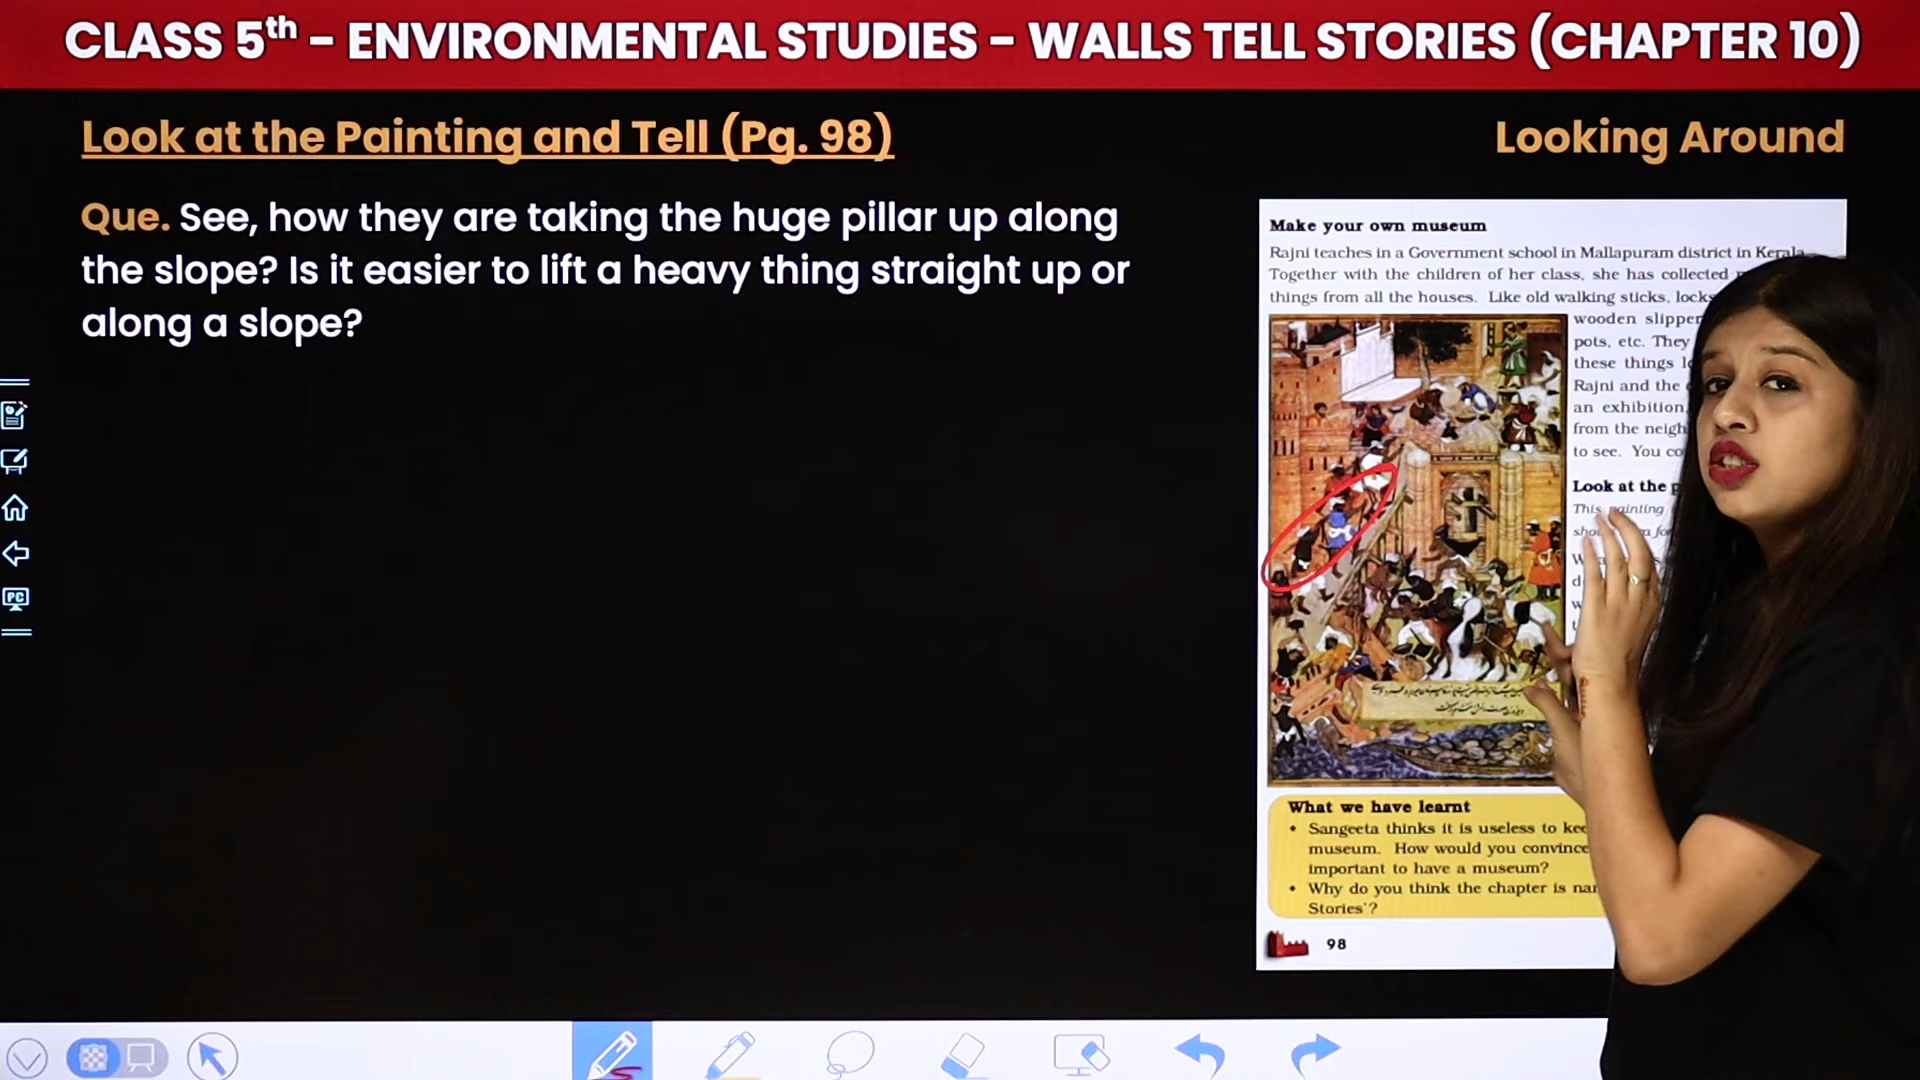 CLASS 5th - ENVIRONMENTAL STUDIES - WALLS TELL STORIES (CHAPTER 10)
Look at the Painting and Tell (Pg. 98)
Looking Around
Que. See, how they are taking the huge pillar up along
the slope? Is it easier to lift a heavy thing straight up or
along a slope?
Make your own museum
Rajni teaches in a Government school in Mallapuram district in Kerala.
Together with the children of her class, she has collected
things from all the houses. Like old walking sticks, locks
wooden slipper
pots, etc. They
these things
Rajni and the
an exhibition
from the neigh
to see. You
Look at the
This painting
What we have learnt
• Sangeeta thinks it is useless to
museum. How would you convince
important to have a museum?
• Why do you think the chapter is
Stories'?
98
PC